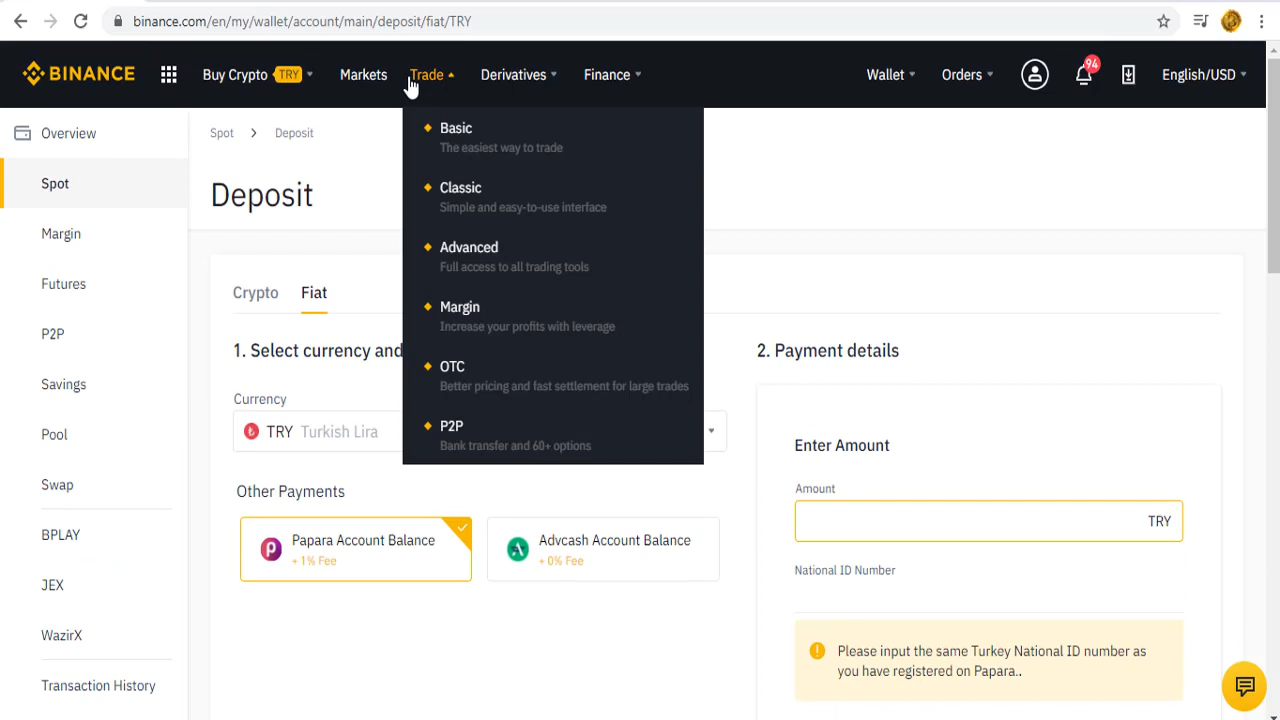 binance.com/en/my/wallet/account/main/deposit/fiat/TRY
BINANCE
Buy Crypto TRY
Markets
Trade
Derivatives
Finance
Wallet
Orders
94
English/USD
Overview
Spot
Margin
Futures
P2P
Savings
Pool
Swap
BPLAY
JEX
WazirX
Transaction History
Spot > Deposit
Deposit
Basic
The easiest way to trade
Classic
Simple and easy-to-use interface
Advanced
Full access to all trading tools
Margin
Increase your profits with leverage
OTC
Better pricing and fast settlement for large trades
P2P
Bank transfer and 60+ options
Crypto
Fiat
1. Select currency and
Currency
TRY Turkish Lira
Other Payments
Papara Account Balance
+ 1% Fee
Advcash Account Balance
+ 0% Fee
2. Payment details
Enter Amount
Amount
TRY
National ID Number
Please input the same Turkey National ID number as
you have registered on Papara..